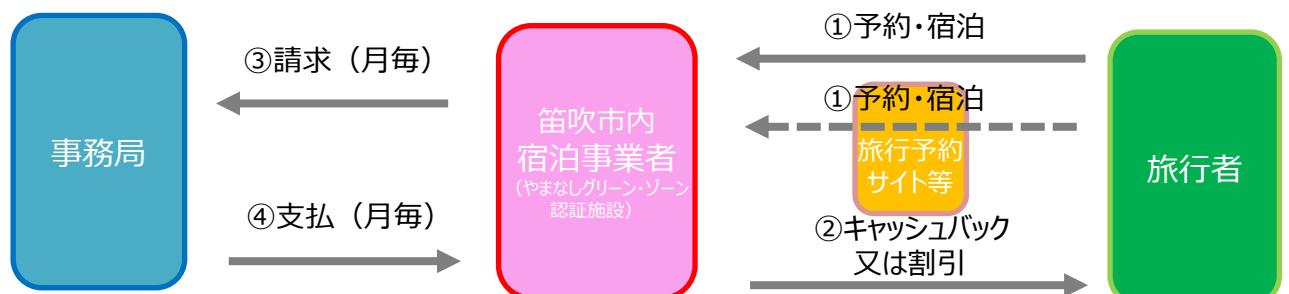 事務局
③請求（月毎）
④支払（月毎）
笛吹市内
宿泊事業者
（やまなしグリーン・ゾーン
認証施設）
①予約・宿泊
①予約・宿泊
旅行予約
サイト等
②キャッシュバック
又は割引
旅行者